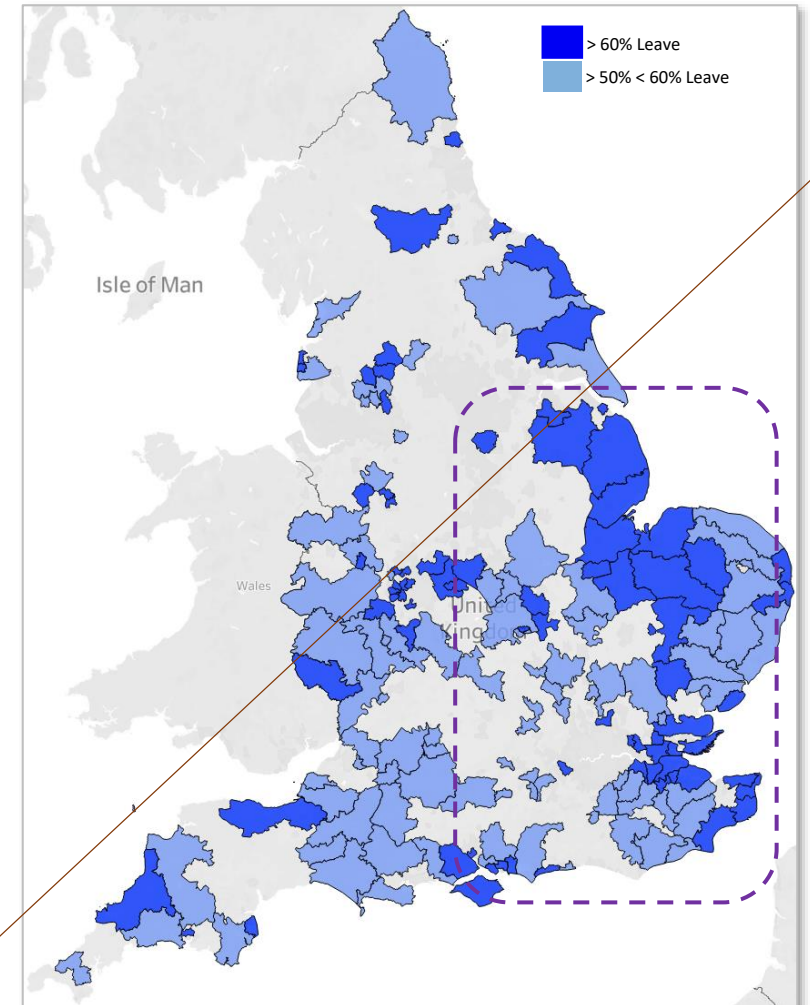 > 60% Leave
> 50% < 60% Leave
Isle of Man
Wales
United
Kingdom